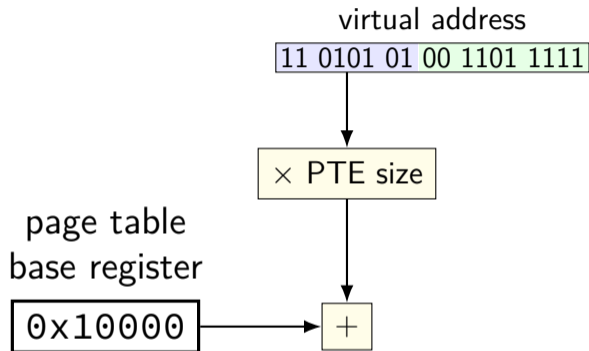 virtual address
11 0101 01 00 1101 1111
× PTE size
page table
base register
0x10000
+